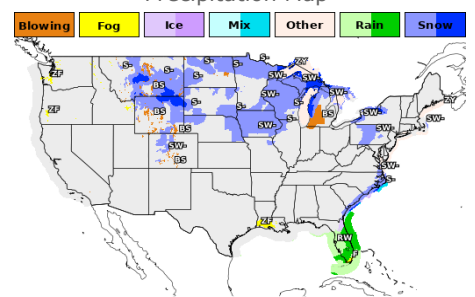 Precipitation Map
Blowing Fog Ice Mix Other Rain Snow
S- ZY
ZF S- S- S- SW-
BS SW- SW-
S- S- ZY
ZF BS S- BS SW-
BS SW- SW- SW-
SW-
BS SW-
S-
ZF
RW
F